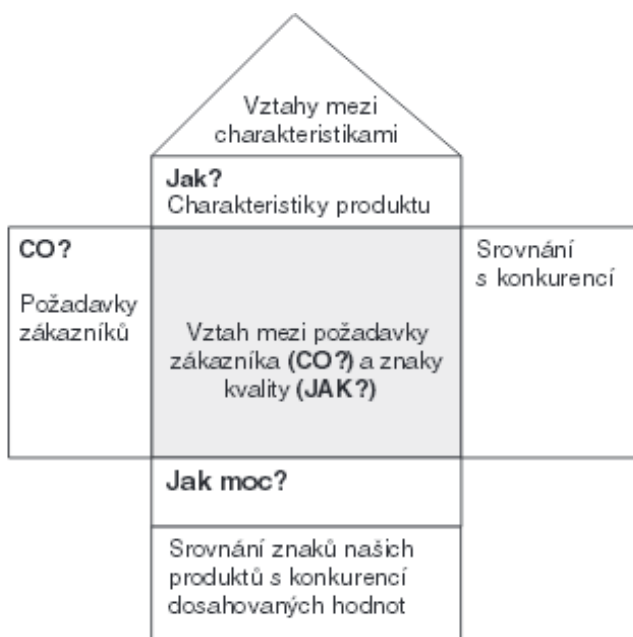 Vztahy mezi
charakteristikami
Jak?
Charakteristiky produktu
CO?
Požadavky
zákazníků
Vztah mezi požadavky
zákazníka (CO?) a znaky
kvality (JAK?)
Srovnání
s konkurencí
Jak moc?
Srovnání znaků našich
produktů s konkurencí
dosahovaných hodnot